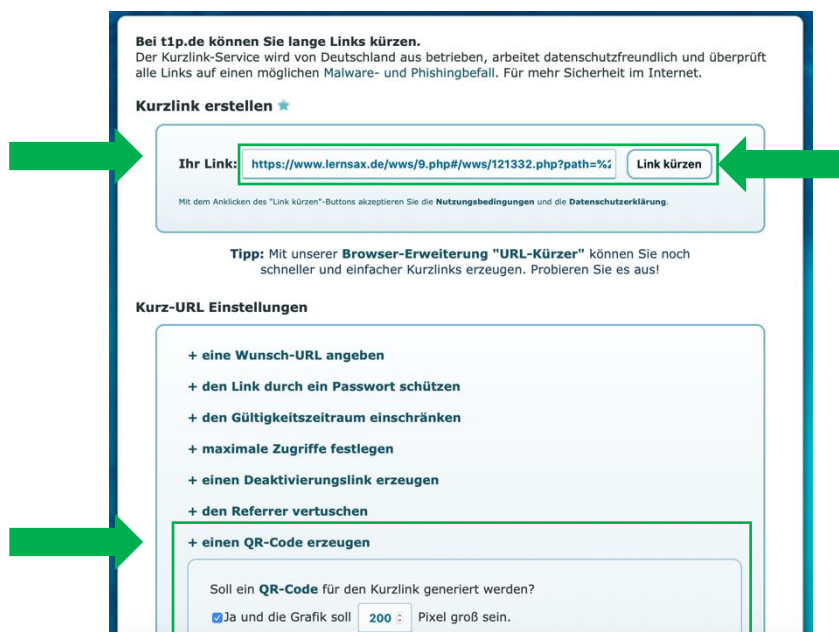 Bei t1p.de können Sie lange Links kürzen.
Der Kurzlink-Service wird von Deutschland aus betrieben, arbeitet datenschutzfreundlich und überprüft
alle Links auf einen möglichen Malware- und Phishingbefall. Für mehr Sicherheit im Internet.
Kurzlink erstellen
Ihr Link: https://www.lernsax.de/wws/9.php#/wws/121332.php?path=%2 Link kürzen
Mit dem Anklicken des "Link kürzen"-Buttons akzeptieren Sie die Nutzungsbedingungen und die Datenschutzerklärung.
Tipp: Mit unserer Browser-Erweiterung "URL-Kürzer" können Sie noch
schneller und einfacher Kurzlinks erzeugen. Probieren Sie es aus!
Kurz-URL Einstellungen
+ eine Wunsch-URL angeben
+ den Link durch ein Passwort schützen
+ den Gültigkeitszeitraum einschränken
+ maximale Zugriffe festlegen
+ einen Deaktivierungslink erzeugen
+ den Referrer vertuschen
+ einen QR-Code erzeugen
Soll ein QR-Code für den Kurzlink generiert werden?
Ja und die Grafik soll 200 Pixel groß sein.